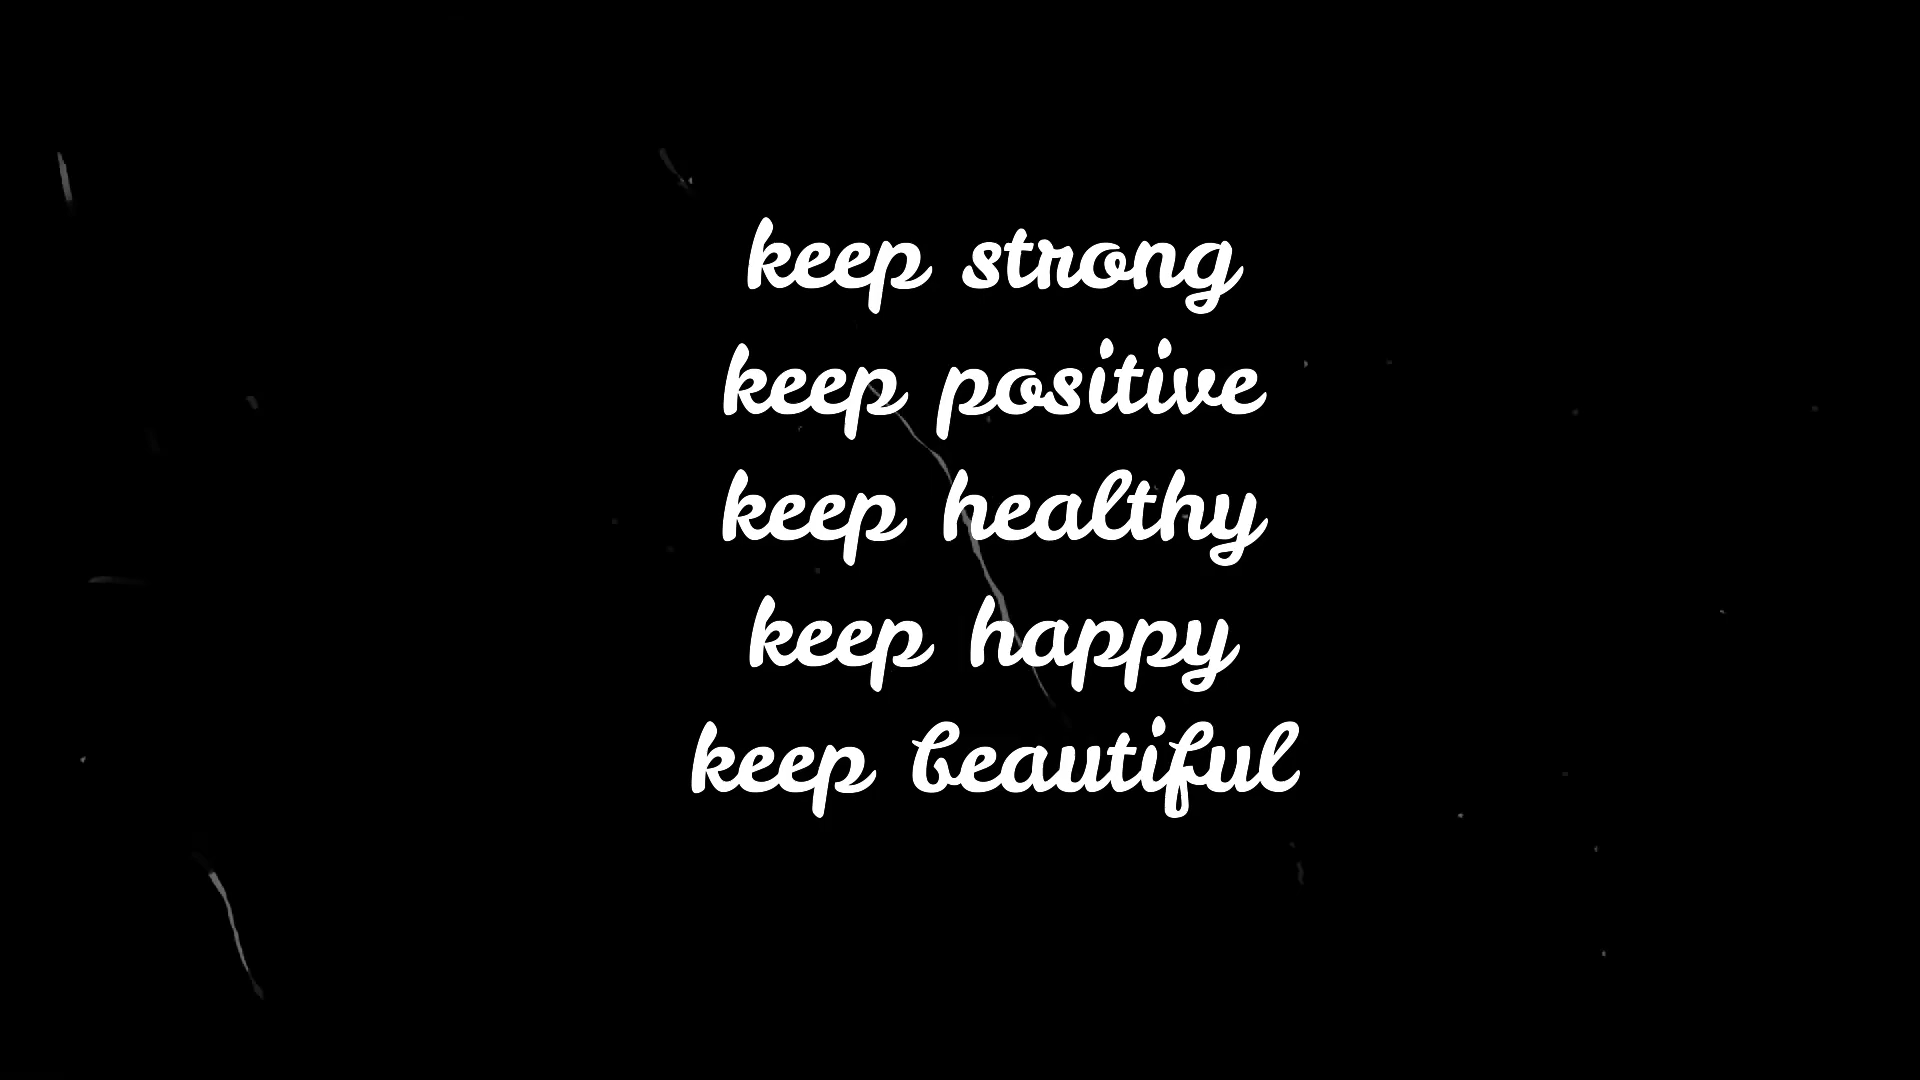 keep strong
keep positive
keep healthy
keep happy
keep beautiful